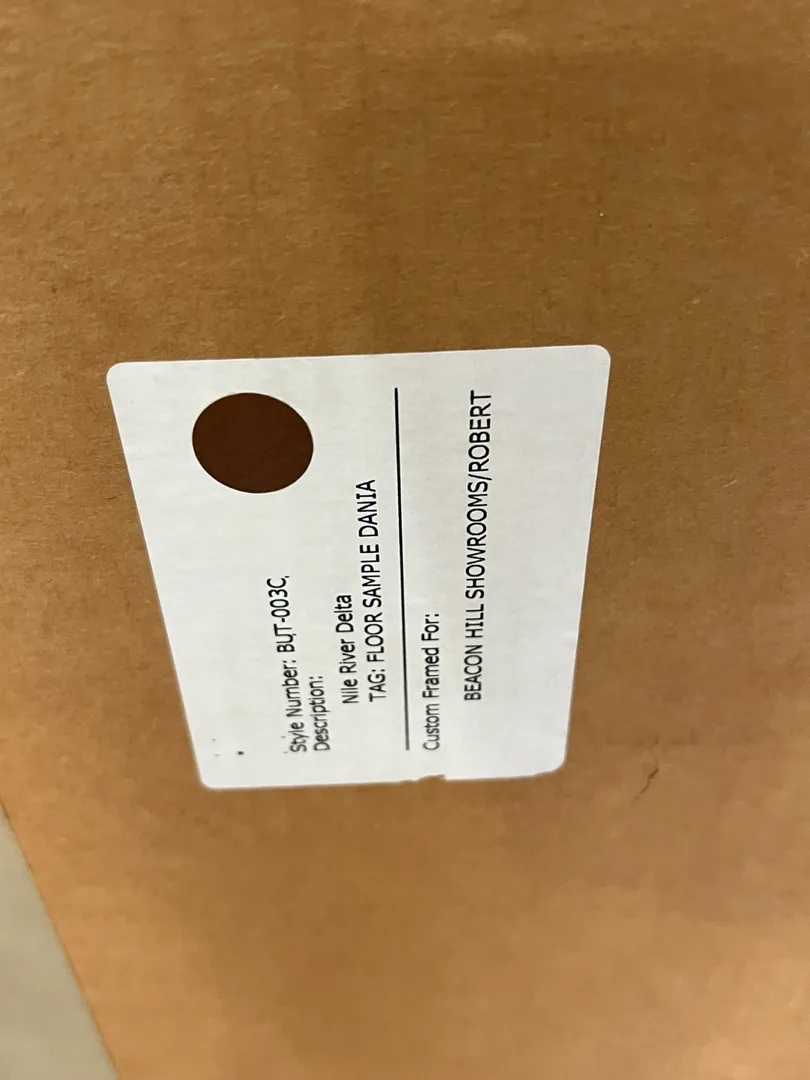 Style Number: BUT-003C,
Description:
Nile River Delta
TAG: FLOOR SAMPLE DANIA
Custom Framed For:
BEACON HILL SHOWROOMS/ROBERT